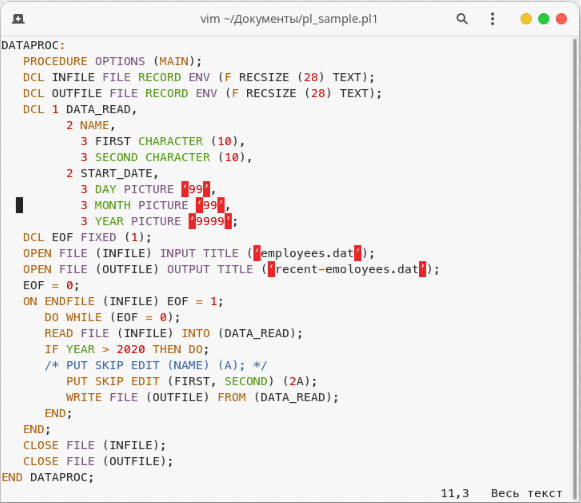 vim ~/Документы/pl_sample.pl1
DATAPROC:
   PROCEDURE OPTIONS (MAIN);
   DCL INFILE FILE RECORD ENV (F RECSIZE (28) TEXT);
   DCL OUTFILE FILE RECORD ENV (F RECSIZE (28) TEXT);
   DCL 1 DATA_READ,
         2 NAME,
           3 FIRST CHARACTER (10),
           3 SECOND CHARACTER (10),
         2 START_DATE,
           3 DAY PICTURE ‘99‘,
           3 MONTH PICTURE ‘99‘,
           3 YEAR PICTURE ‘9999‘;
   DCL EOF FIXED (1);
   OPEN FILE (INFILE) INPUT TITLE (‘employees.dat‘);
   OPEN FILE (OUTFILE) OUTPUT TITLE (‘recent-emoloyees.dat‘);
   EOF = 0;
   ON ENDFILE (INFILE) EOF = 1;
      DO WHILE (EOF = 0);
      READ FILE (INFILE) INTO (DATA_READ);
      IF YEAR > 2020 THEN DO;
      /* PUT SKIP EDIT (NAME) (A); */
         PUT SKIP EDIT (FIRST, SECOND) (2A);
         WRITE FILE (OUTFILE) FROM (DATA_READ);
      END;
   END;
   CLOSE FILE (INFILE);
   CLOSE FILE (OUTFILE);
END DATAPROC;
11,3   Весь текст